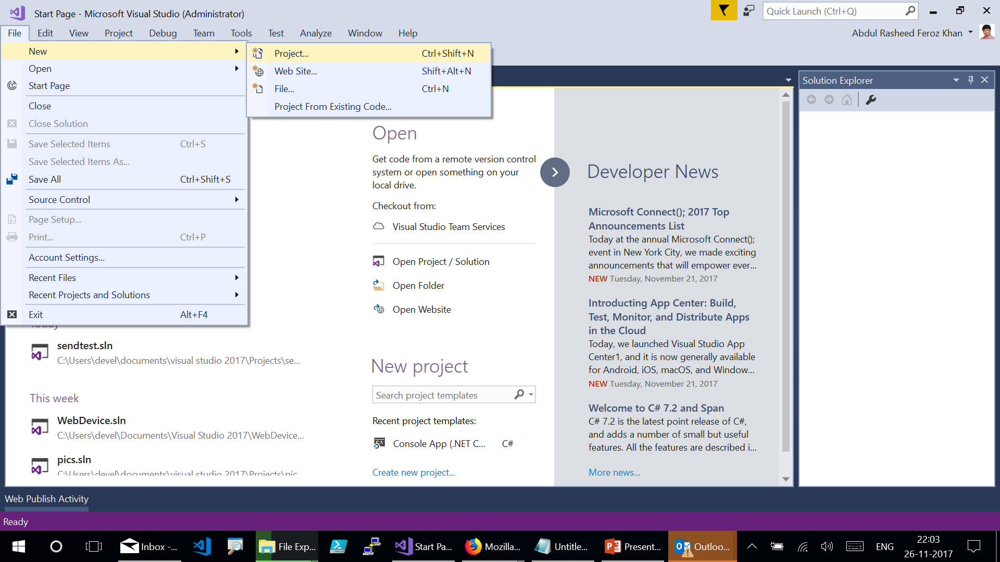 Start Page - Microsoft Visual Studio (Administrator)
Quick Launch (Ctrl+Q)
File Edit View Project Debug Team Tools Test Analyze Window Help
Abdul Rasheed Feroz Khan
New
Open
Start Page
Close
Close Solution
Save Selected Items Ctrl+S
Save Selected Items As...
Save All Ctrl+Shift+S
Source Control
Page Setup...
Print... Ctrl+P
Account Settings...
Recent Files
Recent Projects and Solutions
Exit Alt+F4
Project... Ctrl+Shift+N
Web Site... Shift+Alt+N
File... Ctrl+N
Project From Existing Code...
Today
sendtest.sln
C:\Users\devel\documents\visual studio 2017\Projects\se...
This week
WebDevice.sln
C:\Users\devel\Documents\Visual Studio 2017\WebDevice...
pics.sln
C:\Users\devel\documents\visual studio 2017\Projects\pic
Open
Get code from a remote version control
system or open something on your
local drive.
Checkout from:
Visual Studio Team Services
Open Project / Solution
Open Folder
Open Website
New project
Search project templates
Recent project templates:
Console App (.NET C... C#
Create new project...
Developer News
Microsoft Connect(); 2017 Top
Announcements List
Today at the annual Microsoft Connect();
event in New York City, we made exciting
announcements that will empower ever...
NEW Tuesday, November 21, 2017
Introducting App Center: Build,
Test, Monitor, and Distribute Apps
in the Cloud
Today, we launched Visual Studio App
Center1, and it is now generally available
for Android, iOS, macOS, and Window...
NEW Tuesday, November 21, 2017
Welcome to C# 7.2 and Span
C# 7.2 is the latest point release of C#,
and adds a number of small but useful
features. All the features are described i...
More news...
Solution Explorer
Web Publish Activity
Ready
Inbox -...
File Exp...
Start Pa...
Mozilla...
Untitle...
Present...
Outloo...
ENG
22:03
26-11-2017